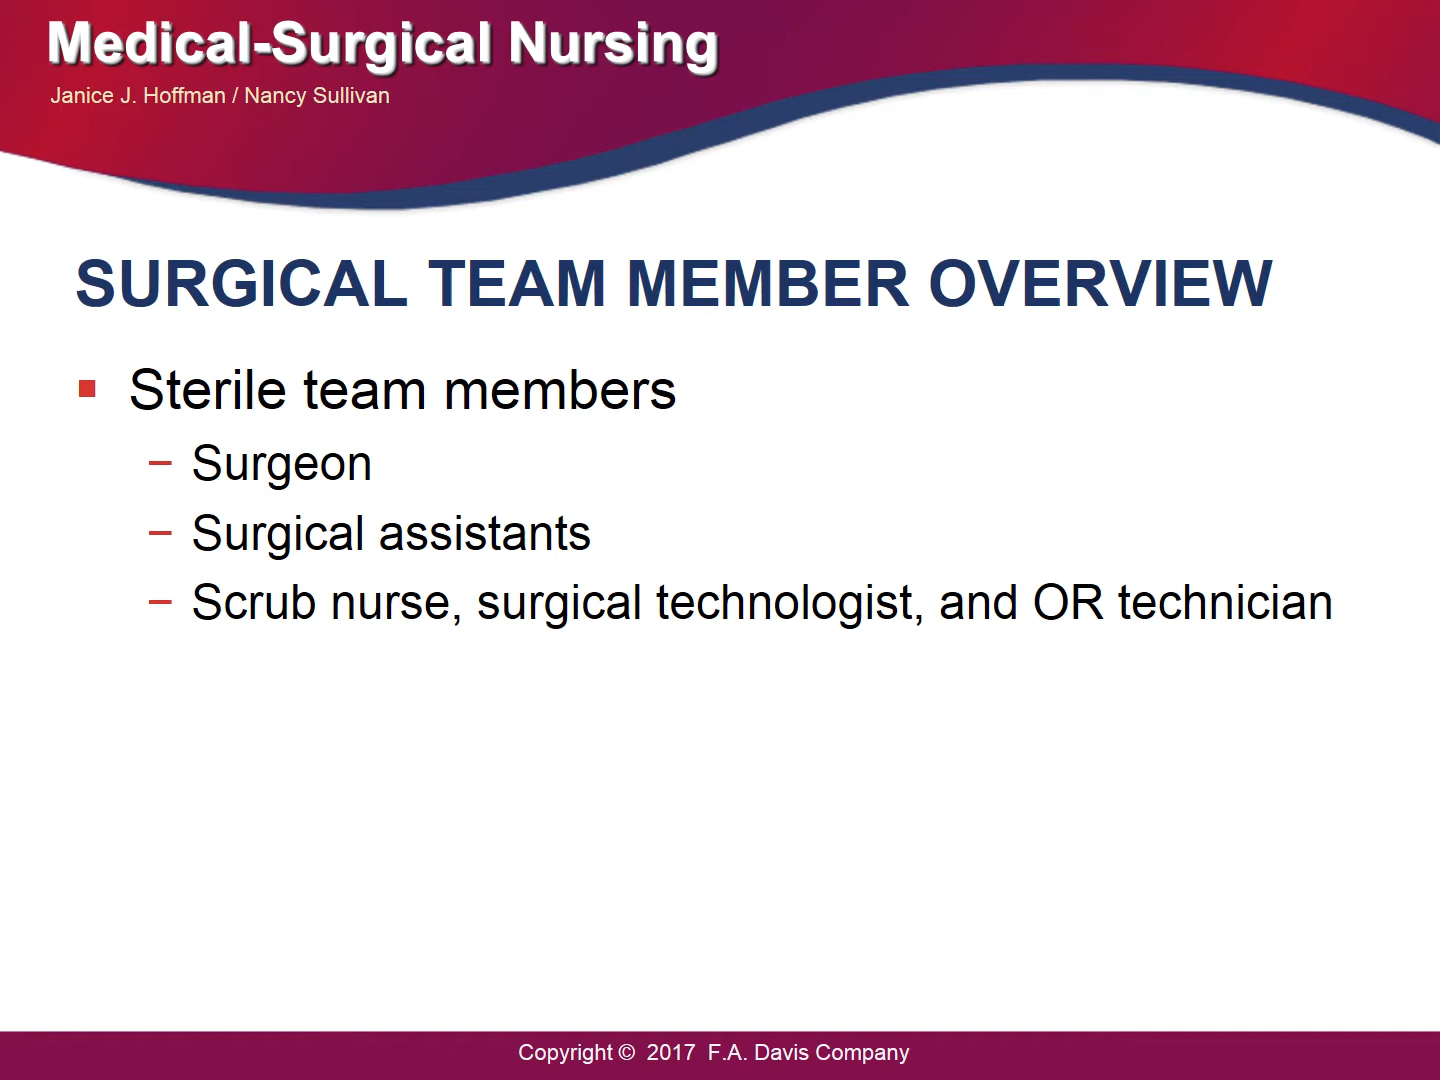 Medical-Surgical Nursing
Janice J. Hoffman / Nancy Sullivan
SURGICAL TEAM MEMBER OVERVIEW
▪ Sterile team members
– Surgeon
– Surgical assistants
– Scrub nurse, surgical technologist, and OR technician
Copyright © 2017 F.A. Davis Company